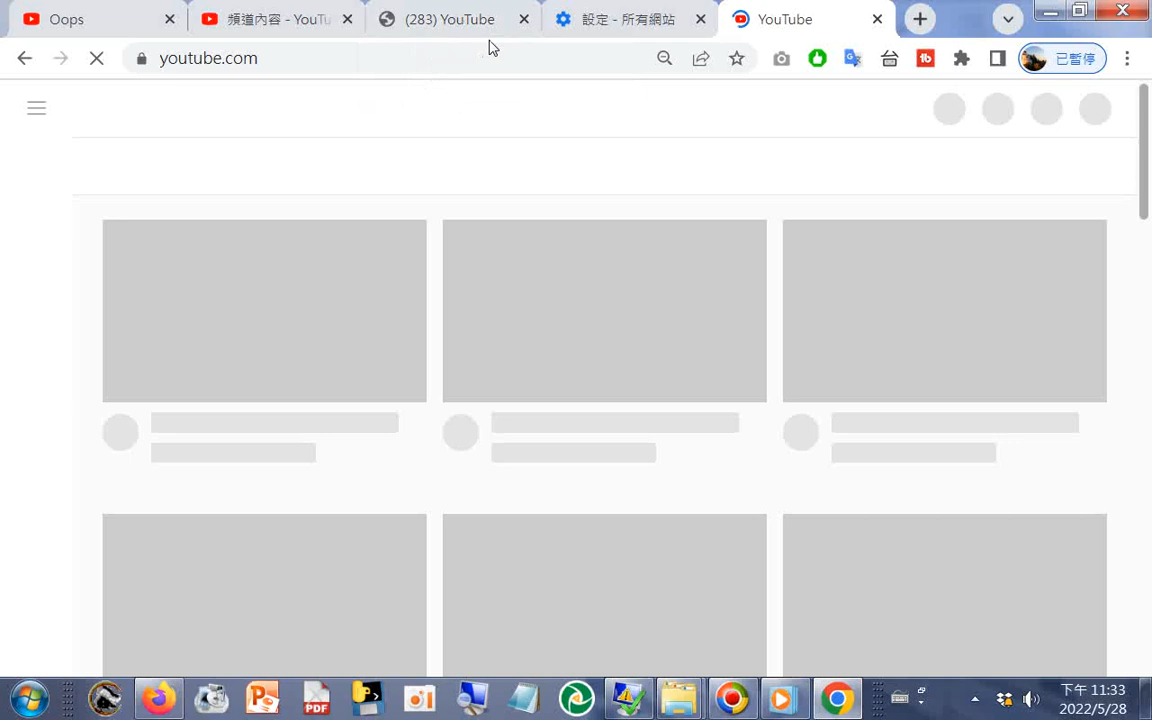 Oops
頻道內容 - YouTu
(283) YouTube
設定 - 所有網站
YouTube
youtube.com
已暫停
下午 11:33
2022/5/28